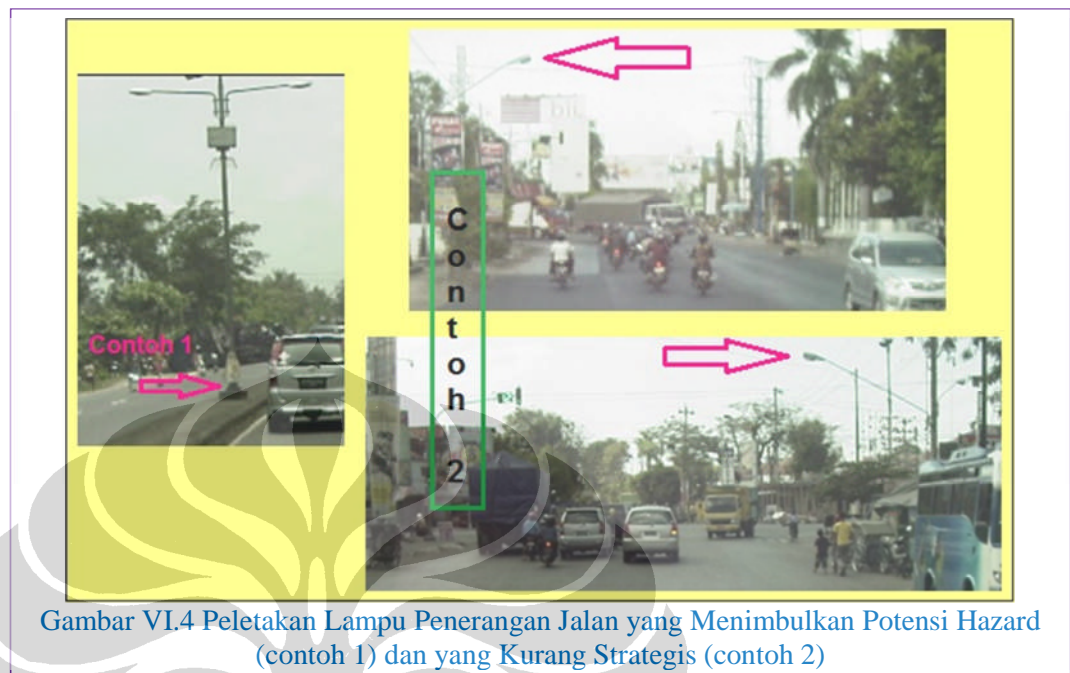 Contoh 1
Contoh 2
Gambar VI.4 Peletakan Lampu Penerangan Jalan yang Menimbulkan Potensi Hazard
(contoh 1) dan yang Kurang Strategis (contoh 2)